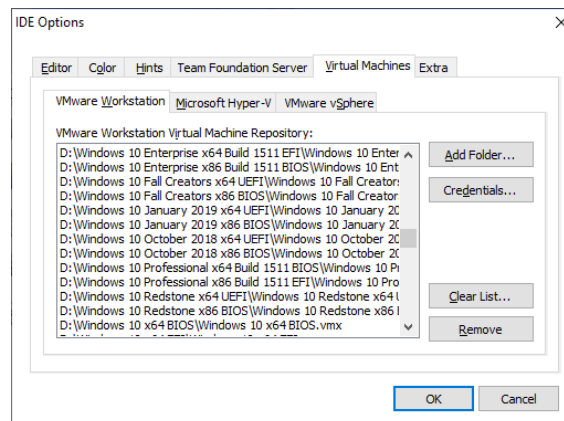 IDE Options
Editor Color Hints Team Foundation Server Virtual Machines Extra
VMware Workstation Microsoft Hyper-V VMware vSphere
VMware Workstation Virtual Machine Repository:
D:\Windows 10 Enterprise x64 Build 1511 EFI\Windows 10 Enter
D:\Windows 10 Enterprise x86 Build 1511 BIOS\Windows 10 Ent
D:\Windows 10 Fall Creators x64 UEFI\Windows 10 Fall Creator
D:\Windows 10 Fall Creators x86 BIOS\Windows 10 Fall Creator
D:\Windows 10 January 2019 x64 UEFI\Windows 10 January 20
D:\Windows 10 January 2019 x86 BIOS\Windows 10 January 20
D:\Windows 10 October 2018 x64 UEFI\Windows 10 October 20
D:\Windows 10 October 2018 x86 BIOS\Windows 10 October 20
D:\Windows 10 Professional x64 Build 1511 BIOS\Windows 10 Pr
D:\Windows 10 Professional x86 Build 1511 EFI\Windows 10 Pro
D:\Windows 10 Redstone x64 UEFI\Windows 10 Redstone x64 U
D:\Windows 10 Redstone x86 BIOS\Windows 10 Redstone x86 B
D:\Windows 10 x64 BIOS\Windows 10 x64 BIOS.vmx
Add Folder...
Credentials...
Clear List...
Remove
OK Cancel